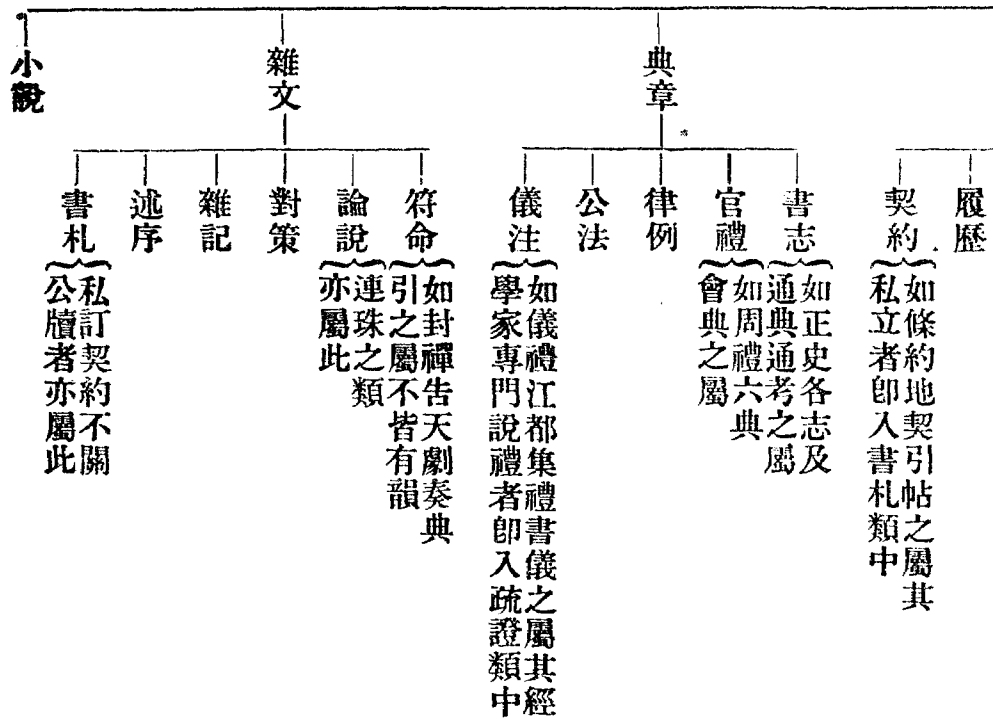 履歷
契約
如條約地契引帖之屬其
私立者卽入書札類中
典章
書志
如正史各志及
通典通考之屬
官禮
如周禮六典
會典之屬
律例
公法
儀注
如儀禮江都集禮書儀之屬其經
學家專門說禮者卽入疏證類中
雜文
符命
如封禪告天劇奏典
引之屬不皆有韻
論說
連珠之類
亦屬此
對策
雜記
述序
書札
私訂契約不關
公牘者亦屬此
小說